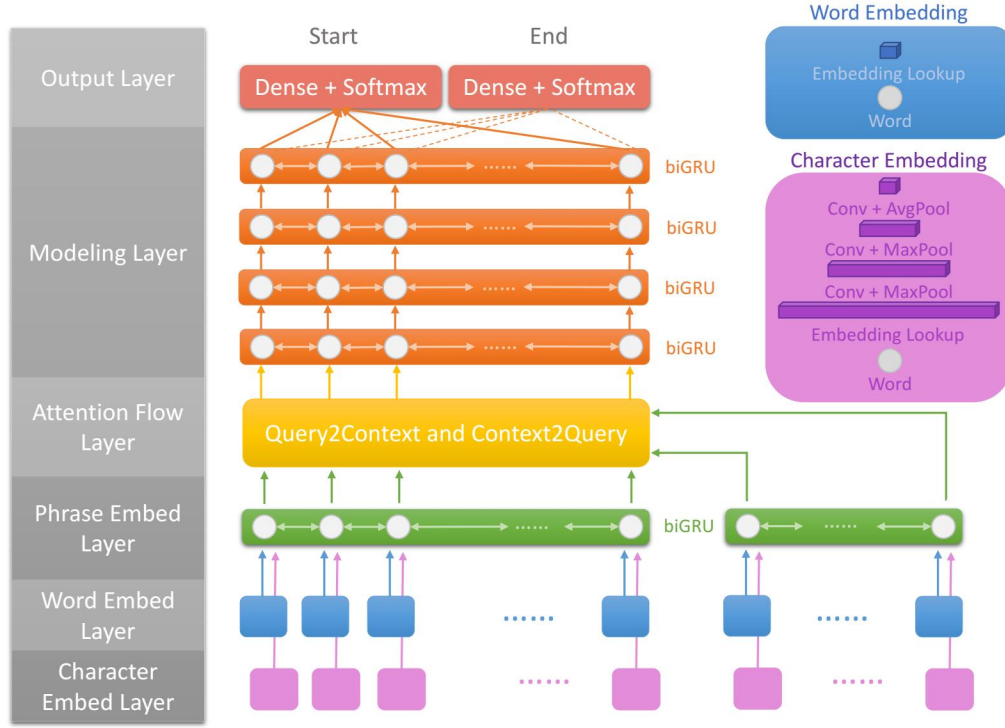 Start
End
Output Layer
Dense + Softmax
Dense + Softmax
Modeling Layer
biGRU
biGRU
biGRU
biGRU
Attention Flow
Layer
Query2Context and Context2Query
Phrase Embed
Layer
biGRU
Word Embed
Layer
Character
Embed Layer
Word Embedding
Embedding Lookup
Word
Character Embedding
Conv + AvgPool
Conv + MaxPool
Conv + MaxPool
Embedding Lookup
Word